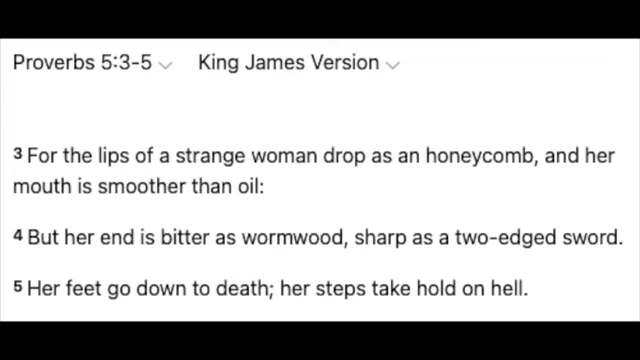 Proverbs 5:3-5 King James Version
3 For the lips of a strange woman drop as an honeycomb, and her
mouth is smoother than oil:
4 But her end is bitter as wormwood, sharp as a two-edged sword.
5 Her feet go down to death; her steps take hold on hell.